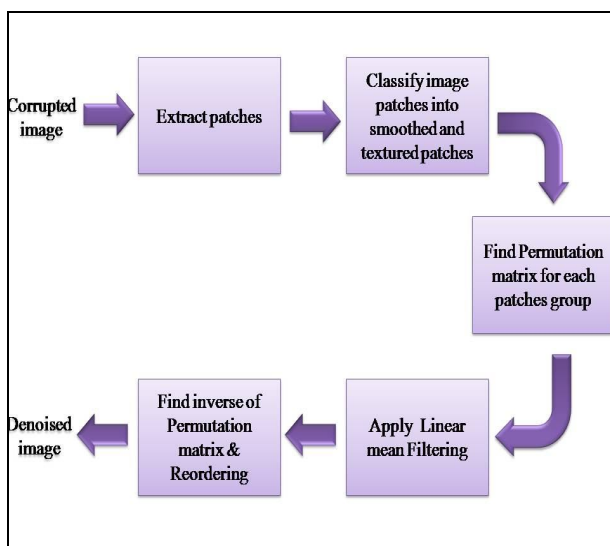 Corrupted
image
Extract patches
Classify image
patches into
smoothed and
textured patches
Find Permutation
matrix for each
patches group
Apply Linear
mean Filtering
Find inverse of
Permutation
matrix &
Reordering
Denoised
image